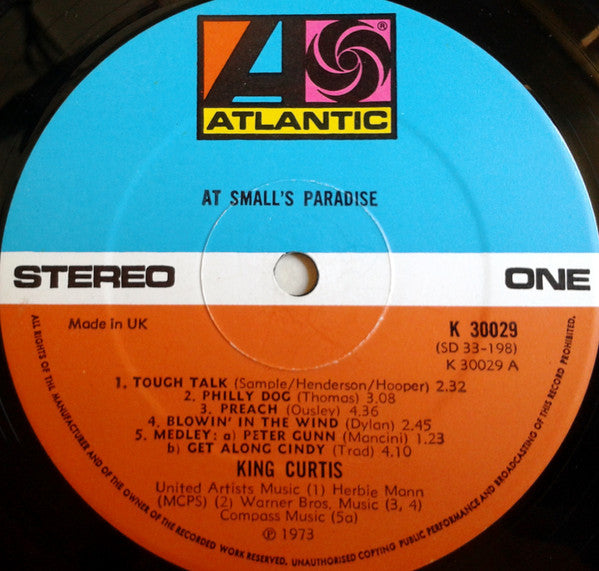 ®
ATLANTIC
AT SMALL'S PARADISE
STEREO
ONE
Made in UK
K 30029
(SD 33-198)
K 30029 A
1. TOUGH TALK (Sample/Henderson/Hooper) 2.32
2. PHILLY DOG (Thomas) 3.08
3. PREACH (Ousley) 4.36
4. BLOWIN' IN THE WIND (Dylan) 2.45
5. MEDLEY: a) PETER GUNN (Mancini) 1.23
b) GET ALONG CINDY (Trad) 4.10
KING CURTIS
United Artists Music (1) Herbie Mann
(MCPS) (2) Warner Bros. Music (3, 4)
Compass Music (5a)
℗ 1973
ALL RIGHTS OF THE MANUFACTURER AND OF THE OWNER OF THE RECORDED WORK RESERVED. UNAUTHORISED COPYING PUBLIC PERFORMANCE AND BROADCASTING OF THIS RECORD PROHIBITED.